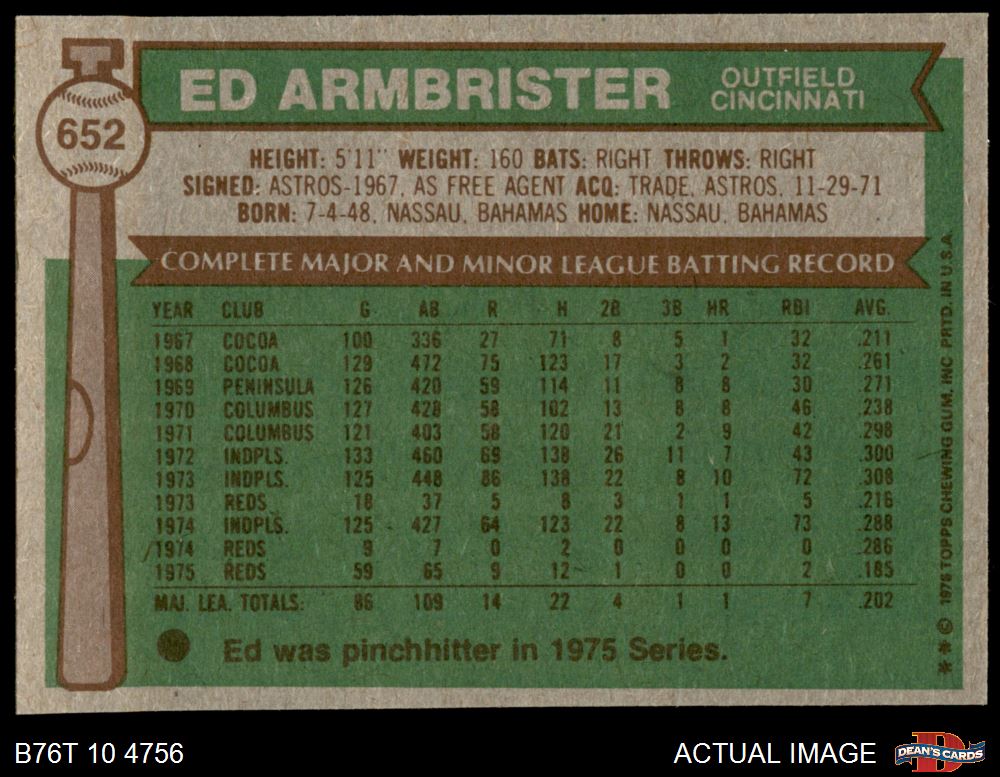 652
ED ARMBRISTER
OUTFIELD
CINCINNATI
HEIGHT: 5'11" WEIGHT: 160 BATS: RIGHT THROWS: RIGHT
SIGNED: ASTROS-1967, AS FREE AGENT ACQ: TRADE, ASTROS, 11-29-71
BORN: 7-4-48, NASSAU, BAHAMAS HOME: NASSAU, BAHAMAS
COMPLETE MAJOR AND MINOR LEAGUE BATTING RECORD
YEAR CLUB G AB R H 2B 3B HR RBI AVG.
1967 COCOA 100 336 27 71 8 5 1 32 .211
1968 COCOA 129 472 75 123 17 3 2 32 .261
1969 PENINSULA 126 420 59 114 11 8 8 30 .271
1970 COLUMBUS 127 428 58 102 13 8 8 46 .238
1971 COLUMBUS 121 403 58 120 21 2 9 42 .298
1972 INDPLS. 133 460 69 138 26 11 7 43 .300
1973 INDPLS. 125 448 86 138 22 8 10 72 .308
1973 REDS 18 37 5 8 3 1 1 5 .216
1974 INDPLS. 125 427 64 123 22 8 13 73 .288
1974 REDS 9 7 0 2 0 0 0 0 .286
1975 REDS 59 65 9 12 1 0 0 2 .185
MAJ. LEA. TOTALS: 86 109 14 22 4 1 1 7 .202
Ed was pinchhitter in 1975 Series.
* * © 1976 TOPPS CHEWING GUM, INC PRTD. IN U.S.A.
B76T 10 4756
ACTUAL IMAGE
DEAN'S CARDS